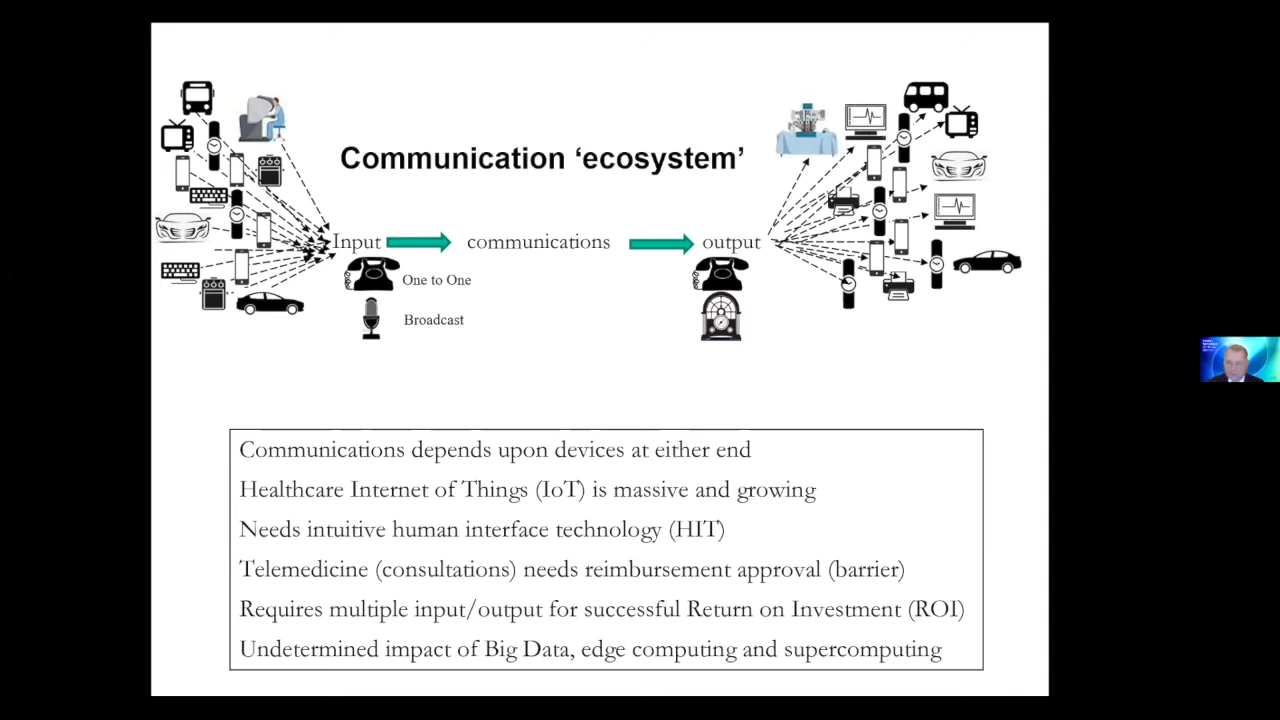 Communication ‘ecosystem’
Input
communications
output
One to One
Broadcast
Communications depends upon devices at either end
Healthcare Internet of Things (IoT) is massive and growing
Needs intuitive human interface technology (HIT)
Telemedicine (consultations) needs reimbursement approval (barrier)
Requires multiple input/output for successful Return on Investment (ROI)
Undetermined impact of Big Data, edge computing and supercomputing